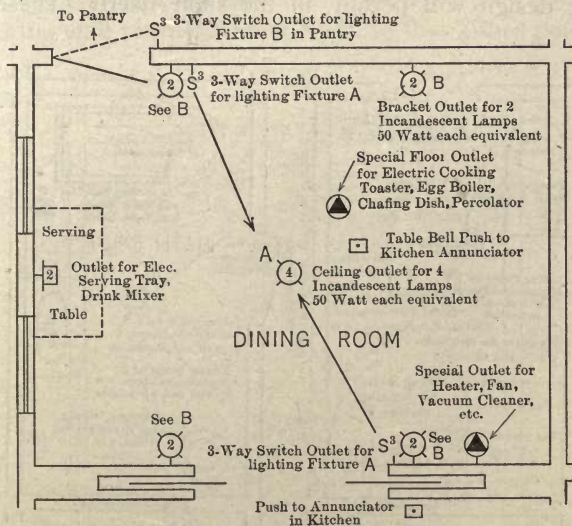 To Pantry
S3 3-Way Switch Outlet for lighting
Fixture B in Pantry
2
S3 3-Way Switch Outlet
for lighting Fixture A
See B
2 B
Bracket Outlet for 2
Incandescent Lamps
50 Watt each equivalent
Special Floor Outlet
for Electric Cooking
Toaster, Egg Boiler,
Chafing Dish, Percolator
Serving
Table Bell Push to
Kitchen Annunciator
2
Outlet for Elec.
Serving Tray,
Drink Mixer
Table
A 4
Ceiling Outlet for 4
Incandescent Lamps
50 Watt each equivalent
DINING ROOM
Special Outlet for
Heater, Fan,
Vacuum Cleaner,
etc.
See B
2
3-Way Switch Outlet for
lighting Fixture A
S3 2
See
B
Push to Annunciator
in Kitchen